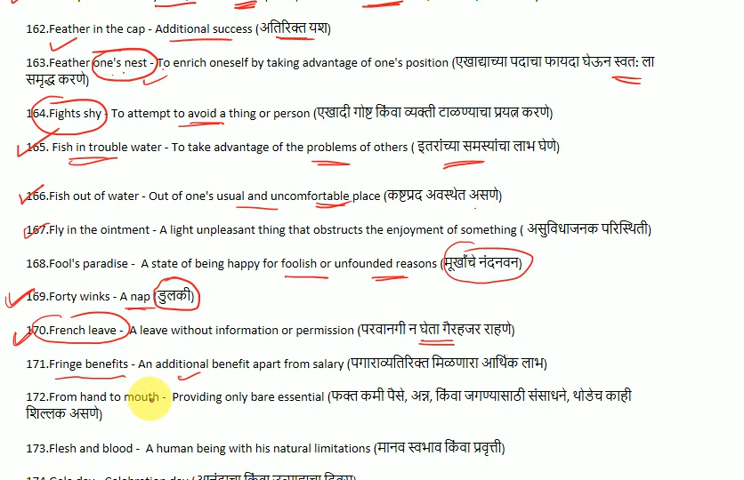 162.Feather in the cap - Additional success (अतिरिक्त यश)
163.Feather one's nest - To enrich oneself by taking advantage of one's position (एखाद्याच्या पदाचा फायदा घेऊन स्वत: ला
समृद्ध करणे)
164.Fights shy - To attempt to avoid a thing or person (एखादी गोष्ट किंवा व्यक्ती टाळण्याचा प्रयत्न करणे)
165. Fish in trouble water - To take advantage of the problems of others ( इतरांच्या समस्यांचा लाभ घेणे)
166.Fish out of water - Out of one's usual and uncomfortable place (कष्टप्रद अवस्थेत असणे)
167.Fly in the ointment - A light unpleasant thing that obstructs the enjoyment of something ( असुविधाजनक परिस्थिती)
168.Fool's paradise - A state of being happy for foolish or unfounded reasons (मूर्खांचे नंदनवन)
169.Forty winks - A nap (डुलकी)
170.French leave - A leave without information or permission (परवानगी न घेता गैरहजर राहणे)
171.Fringe benefits - An additional benefit apart from salary (पगाराव्यतिरिक्त मिळणारा आर्थिक लाभ)
172.From hand to mouth - Providing only bare essential (फक्त कमी पैसे, अन्न, किंवा जगण्यासाठी संसाधने, थोडेच काही
शिल्लक असणे)
173.Flesh and blood - A human being with his natural limitations (मानव स्वभाव किंवा प्रवृत्ती)
174.Gala day - Celebration day (आनंदाचा किंवा उत्साहाचा दिवस)